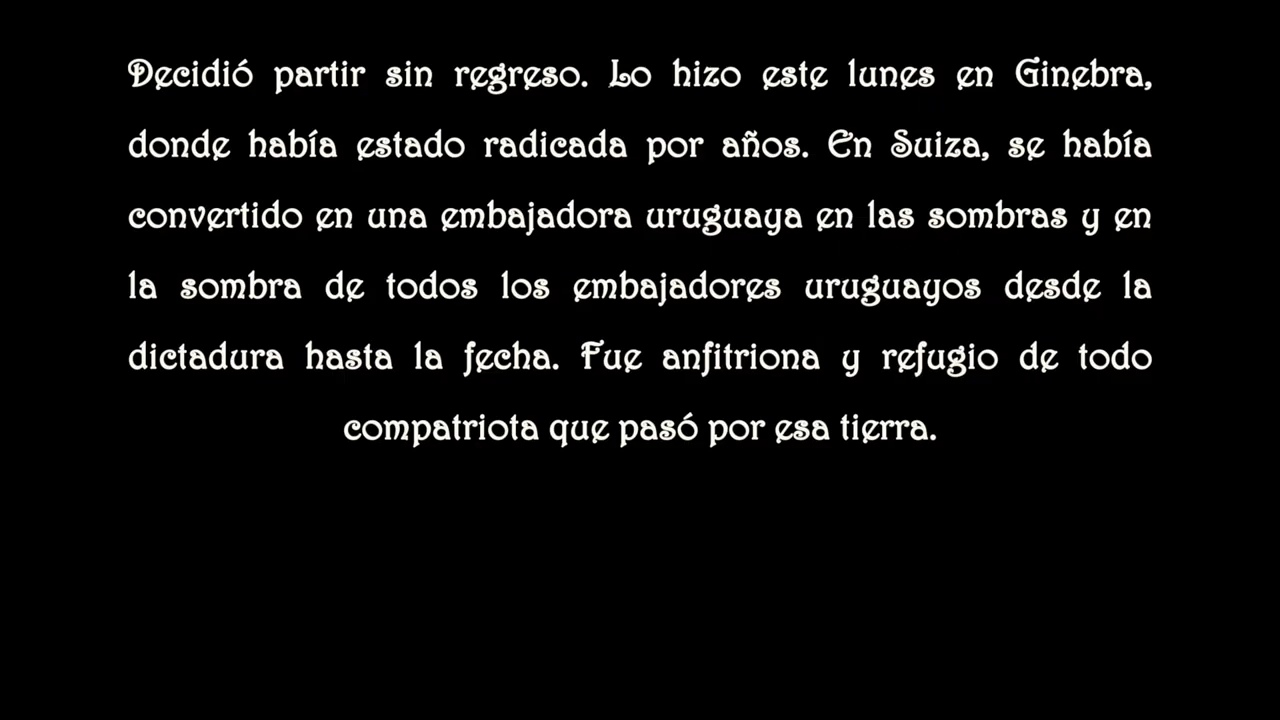 Decidió partir sin regreso. Lo hizo este lunes en Ginebra,
donde había estado radicada por años. En Suiza, se había
convertido en una embajadora uruguaya en las sombras y en
la sombra de todos los embajadores uruguayos desde la
dictadura hasta la fecha. Fue anfitriona y refugio de todo
compatriota que pasó por esa tierra.